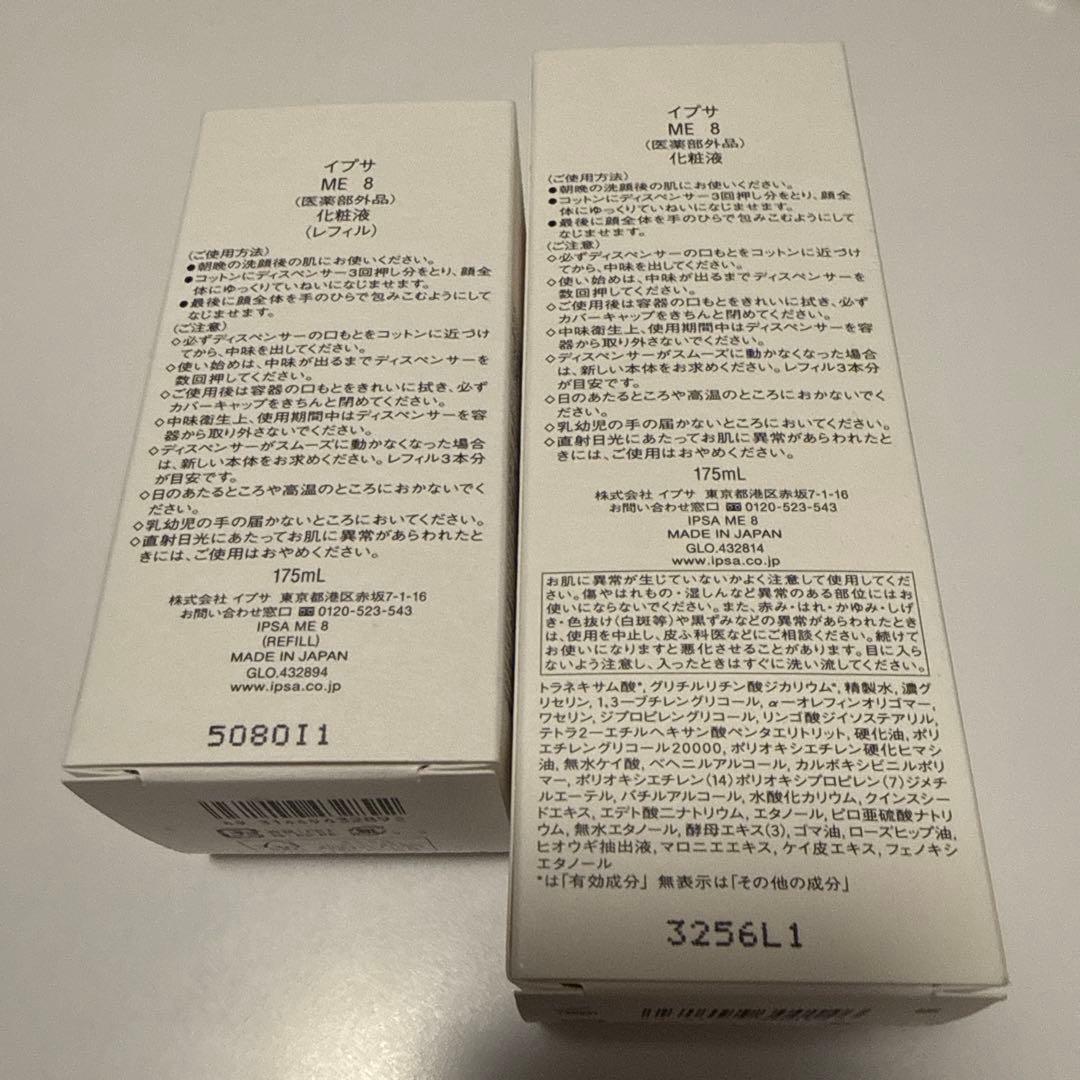 イプサ
ME 8
(医薬部外品)
化粧液
(レフィル)
〈ご使用方法〉
●朝晩の洗顔後の肌にお使いください。
●コットンにディスペンサー3回押し分をとり、顔全
体にゆっくりていねいになじませます。
●最後に顔全体を手のひらで包みこむようにして
なじませます。
〈ご注意〉
◇必ずディスペンサーの口もとをコットンに近づけ
てから、中味を出してください。
◇使い始めは、中味が出るまでディスペンサーを
数回押してください。
◇ご使用後は容器の口もとをきれいに拭き、必ず
カバーキャップをきちんと閉めてください。
◇中味衛生上、使用期間中はディスペンサーを容
器から取り外さないでください。
◇ディスペンサーがスムーズに動かなくなった場合
は、新しい本体をお求めください。レフィル3本分
が目安です。
◇日のあたるところや高温のところにおかないでく
ださい。
◇乳幼児の手の届かないところにおいてください。
◇直射日光にあたってお肌に異常があらわれたと
きには、ご使用はおやめください。
175mL
株式会社 イプサ 東京都港区赤坂7-1-16
お問い合わせ窓口 0120-523-543
IPSA ME 8
(REFILL)
MADE IN JAPAN
GLO.432894
www.ipsa.co.jp
5080I1
イプサ
ME 8
(医薬部外品)
化粧液
〈ご使用方法〉
●朝晩の洗顔後の肌にお使いください。
●コットンにディスペンサー3回押し分をとり、顔全
体にゆっくりていねいになじませます。
●最後に顔全体を手のひらで包みこむようにして
なじませます。
〈ご注意〉
◇必ずディスペンサーの口もとをコットンに近づけ
てから、中味を出してください。
◇使い始めは、中味が出るまでディスペンサーを
数回押してください。
◇ご使用後は容器の口もとをきれいに拭き、必ず
カバーキャップをきちんと閉めてください。
◇中味衛生上、使用期間中はディスペンサーを容
器から取り外さないでください。
◇ディスペンサーがスムーズに動かなくなった場合
は、新しい本体をお求めください。レフィル3本分
が目安です。
◇日のあたるところや高温のところにおかないでく
ださい。
◇乳幼児の手の届かないところにおいてください。
◇直射日光にあたってお肌に異常があらわれたと
きには、ご使用はおやめください。
175mL
株式会社 イプサ 東京都港区赤坂7-1-16
お問い合わせ窓口 0120-523-543
IPSA ME 8
MADE IN JAPAN
GLO.432814
www.ipsa.co.jp
お肌に異常が生じていないかよく注意して使用してくだ
さい。傷やはれもの・湿しんなど異常のある部位にはお
使いにならないでください。また、赤み・はれ・かゆみ・しげ
き・色抜け(白斑等)や黒ずみなどの異常があらわれたとき
は、使用を中止し、皮ふ科医などにご相談ください。続けて
お使いになりますと悪化させることがあります。目に入ら
ないよう注意し、入ったときはすぐに洗い流してください。
トラネキサム酸*, グリチルリチン酸ジカリウム*, 精製水, 濃グ
リセリン, 1,3-ブチレングリコール, α-オレフィンオリゴマー,
ワセリン, ジプロピレングリコール, リンゴ酸ジイソステアリル,
テトラ2-エチルヘキサン酸ペンタエリトリット, 硬化油, ポリ
エチレングリコール20000, ポリオキシエチレン硬化ヒマシ
油, 無水ケイ酸, ベヘニルアルコール, カルボキシビニルポリ
マー, ポリオキシエチレン(14)ポリオキシプロピレン(7)ジメチ
ルエーテル, バチルアルコール, 水酸化カリウム, クインスシー
ドエキス, エデト酸二ナトリウム, エタノール, ピロ亜硫酸ナトリ
ウム, 無水エタノール, 酵母エキス(3), ゴマ油, ローズヒップ油,
ヒオウギ抽出液, マロニエエキス, ケイ皮エキス, フェノキシ
エタノール
*は「有効成分」 無表示は「その他の成分」
3256L1